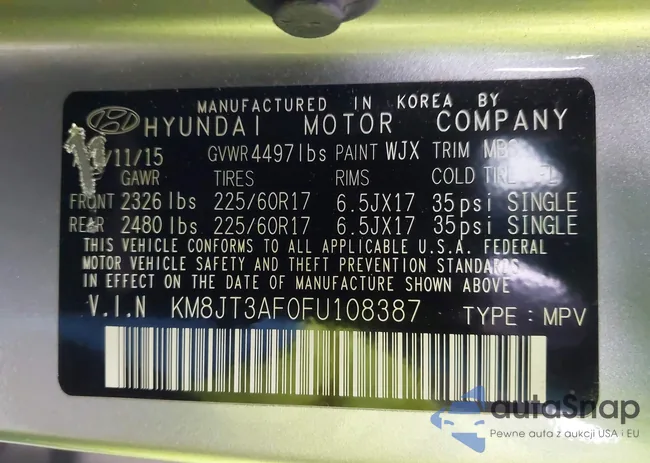 MANUFACTURED IN KOREA BY
HYUNDAI MOTOR COMPANY
/11/15 GVWR 4497lbs PAINT WJX TRIM
GAWR TIRES RIMS COLD
FRONT 2326 lbs 225/60R17 6.5JX17 35psi SINGLE
REAR 2480 lbs 225/60R17 6.5JX17 35psi SINGLE
THIS VEHICLE CONFORMS TO ALL APPLICABLE U.S.A. FEDERAL
MOTOR VEHICLE SAFETY AND THEFT PREVENTION STANDARDS
IN EFFECT ON THE DATE OF MANUFACTURE SHOWN ABOVE
V.I.N KM8JT3AF0FU108387 TYPE : MPV
autoSnap
Pewne auta z aukcji USA i EU